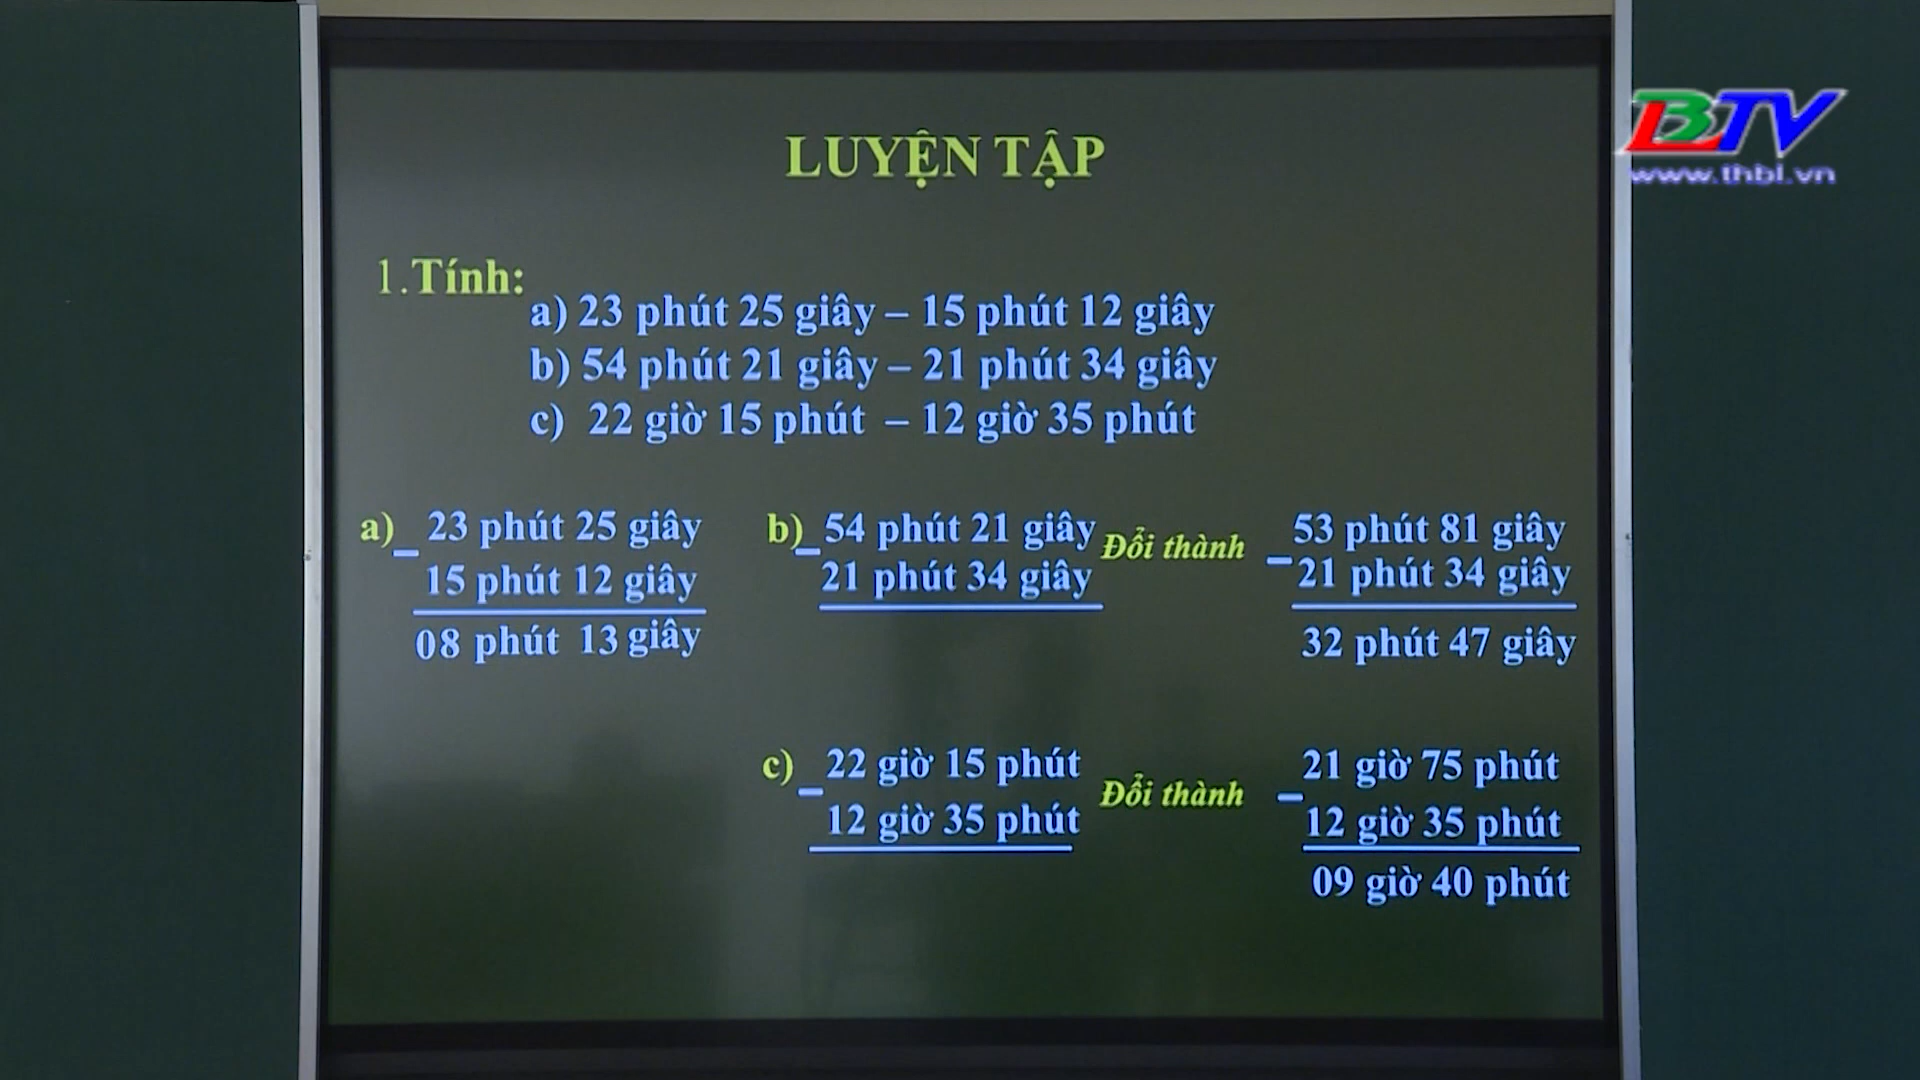 BTV
www.thbl.vn
LUYỆN TẬP
1.Tính:
a) 23 phút 25 giây – 15 phút 12 giây
b) 54 phút 21 giây – 21 phút 34 giây
c) 22 giờ 15 phút – 12 giờ 35 phút
a) – 23 phút 25 giây
15 phút 12 giây
08 phút 13 giây
b) – 54 phút 21 giây
21 phút 34 giây
Đổi thành
– 53 phút 81 giây
21 phút 34 giây
32 phút 47 giây
c) – 22 giờ 15 phút
12 giờ 35 phút
Đổi thành
– 21 giờ 75 phút
12 giờ 35 phút
09 giờ 40 phút